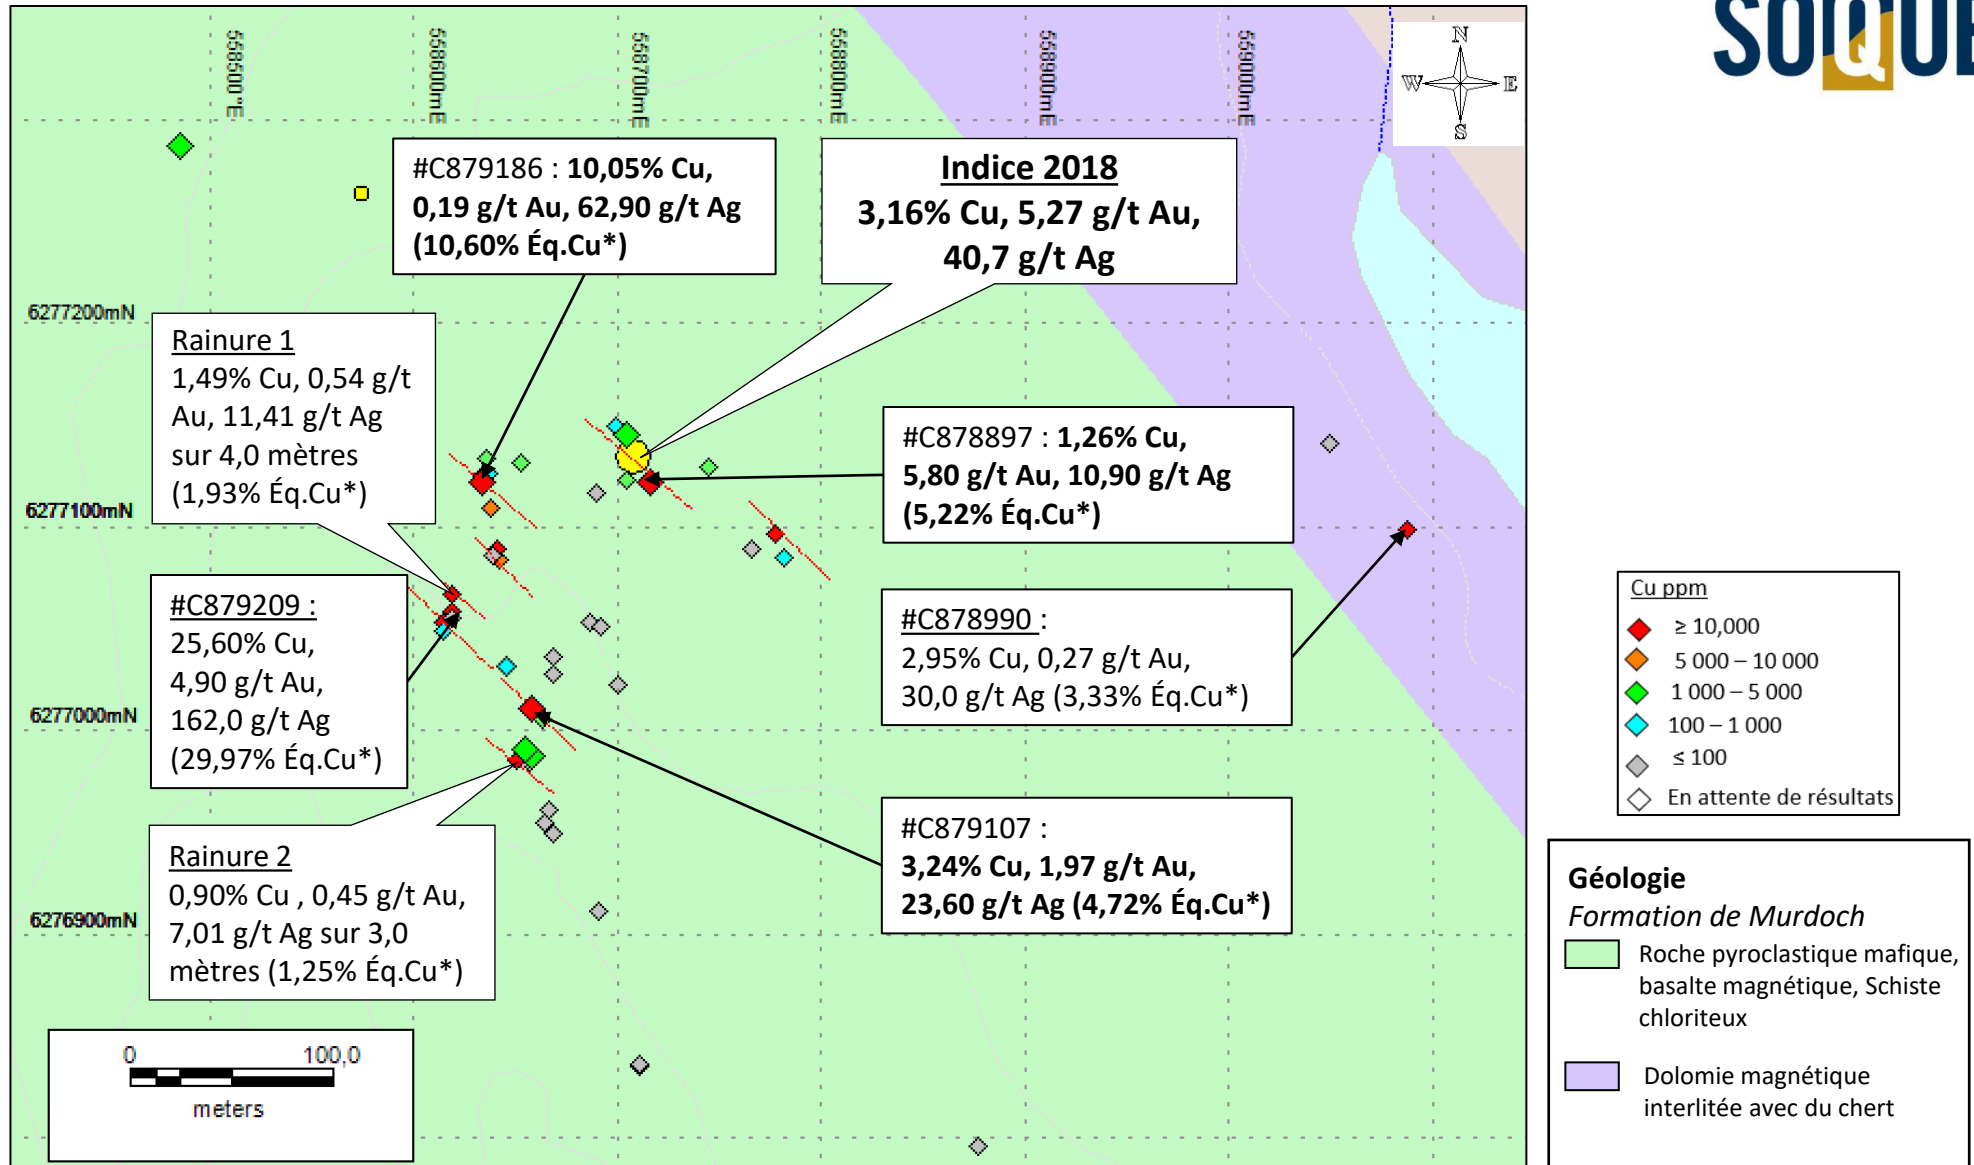 SOQUE
558500°E
558600mE
558700mE
558800mE
558900mE
559000mE
N
W
E
S
#C879186 : 10,05% Cu,
0,19 g/t Au, 62,90 g/t Ag
(10,60% Éq.Cu*)
Indice 2018
3,16% Cu, 5,27 g/t Au,
40,7 g/t Ag
6277200mN
Rainure 1
1,49% Cu, 0,54 g/t
Au, 11,41 g/t Ag
sur 4,0 mètres
(1,93% Éq.Cu*)
#C878897 : 1,26% Cu,
5,80 g/t Au, 10,90 g/t Ag
(5,22% Éq.Cu*)
6277100mN
#C879209 :
25,60% Cu,
4,90 g/t Au,
162,0 g/t Ag
(29,97% Éq.Cu*)
#C878990 :
2,95% Cu, 0,27 g/t Au,
30,0 g/t Ag (3,33% Éq.Cu*)
6277000mN
Rainure 2
0,90% Cu , 0,45 g/t Au,
7,01 g/t Ag sur 3,0
mètres (1,25% Éq.Cu*)
#C879107 :
3,24% Cu, 1,97 g/t Au,
23,60 g/t Ag (4,72% Éq.Cu*)
6276900mN
0 100,0
meters
Cu ppm
≥ 10,000
5 000 – 10 000
1 000 – 5 000
100 – 1 000
≤ 100
En attente de résultats
Géologie
Formation de Murdoch
Roche pyroclastique mafique,
basalte magnétique, Schiste
chloriteux
Dolomie magnétique
interlitée avec du chert